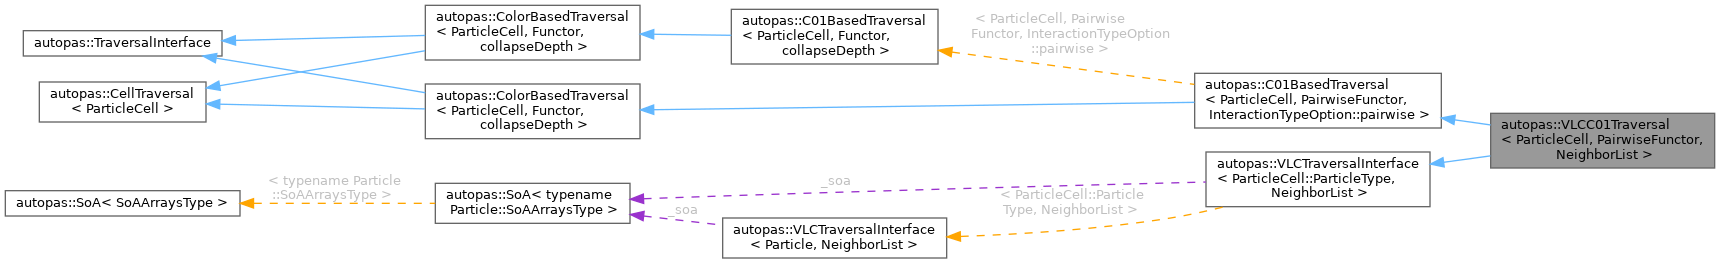 autopas::TraversalInterface
autopas::CellTraversal
< ParticleCell >
autopas::ColorBasedTraversal
< ParticleCell, Functor,
collapseDepth >
autopas::ColorBasedTraversal
< ParticleCell, Functor,
collapseDepth >
autopas::C01BasedTraversal
< ParticleCell, Functor,
collapseDepth >
< ParticleCell, Pairwise
Functor, InteractionTypeOption
::pairwise >
autopas::C01BasedTraversal
< ParticleCell, PairwiseFunctor,
InteractionTypeOption::pairwise >
autopas::VLCC01Traversal
< ParticleCell, PairwiseFunctor,
NeighborList >
autopas::VLCTraversalInterface
< ParticleCell::ParticleType,
NeighborList >
autopas::SoA< SoAArraysType >
< typename Particle
::SoAArraysType >
autopas::SoA< typename
Particle::SoAArraysType >
_soa
_soa
autopas::VLCTraversalInterface
< Particle, NeighborList >
< ParticleCell::Particle
Type, NeighborList >